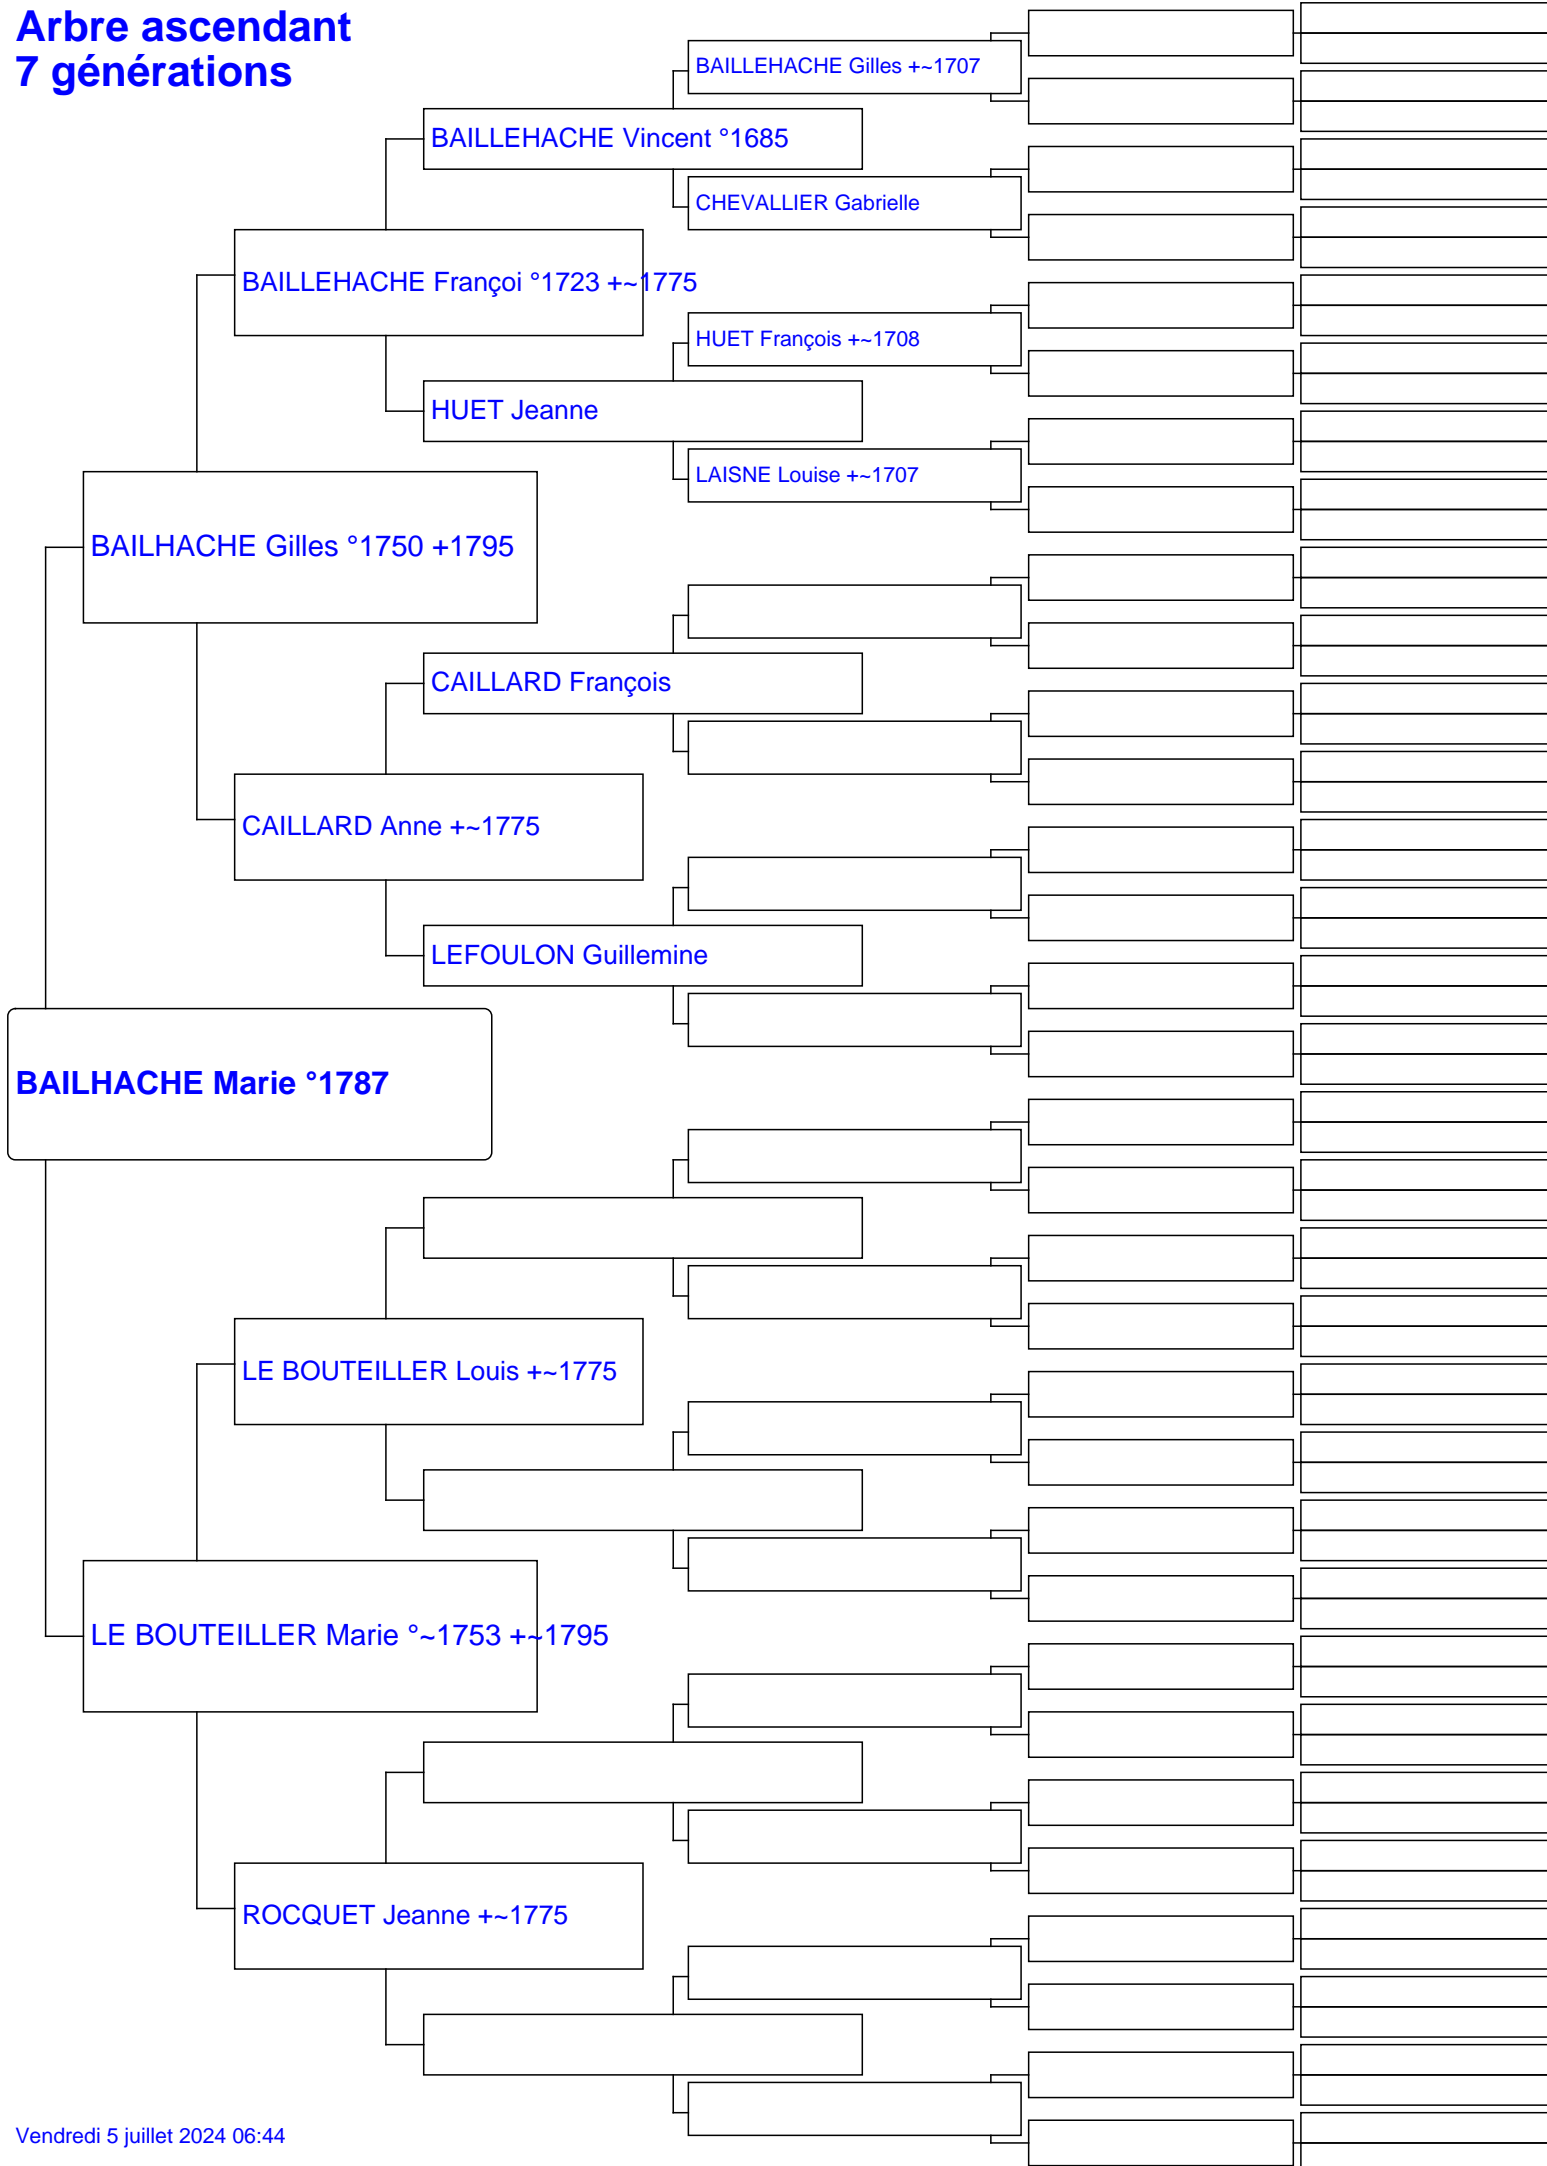 Arbre ascendant
7 générations
BAILLEHACHE Gilles +~1707
BAILLEHACHE Vincent °1685
CHEVALLIER Gabrielle
BAILLEHACHE Françoi °1723 +~1775
HUET François +~1708
HUET Jeanne
LAISNE Louise +~1707
BAILHACHE Gilles °1750 +1795
CAILLARD François
CAILLARD Anne +~1775
LEFOULON Guillemine
BAILHACHE Marie °1787
LE BOUTEILLER Louis +~1775
LE BOUTEILLER Marie °~1753 +~1795
ROCQUET Jeanne +~1775
Vendredi 5 juillet 2024 06:44